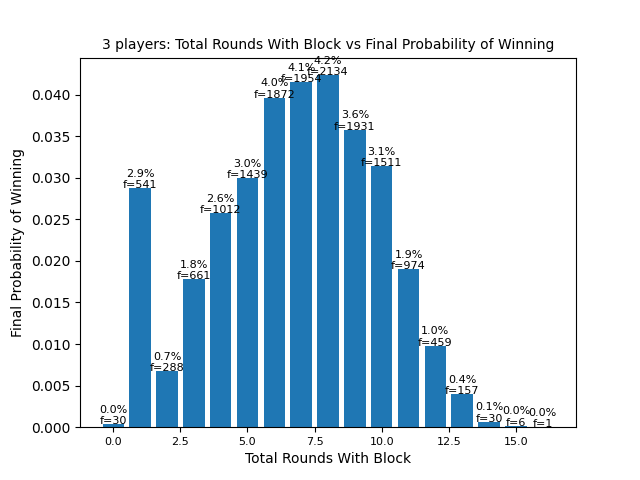 3 players: Total Rounds With Block vs Final Probability of Winning
4.2%
f=2134
4.1%
f=1954
4.0%
f=1872
3.6%
f=1931
3.1%
f=1511
3.0%
f=1439
2.9%
f=541
2.6%
f=1012
1.8%
f=661
1.9%
f=974
1.0%
f=459
0.7%
f=288
0.4%
f=157
0.0%
f=30
0.1%
f=30
0.0%
f=6
0.0%
f=1
0.040
0.035
0.030
0.025
0.020
0.015
0.010
0.005
0.000
Final Probability of Winning
0.0 2.5 5.0 7.5 10.0 12.5 15.0
Total Rounds With Block